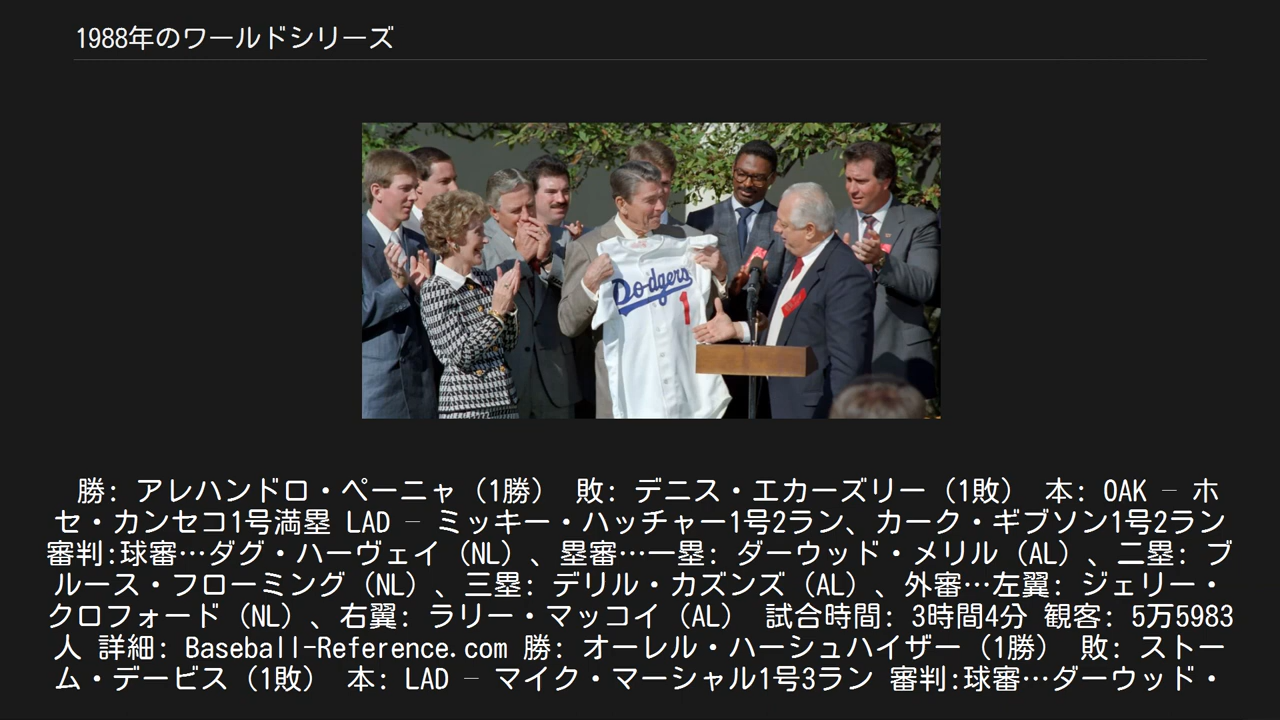 1988年のワールドシリーズ
Dodgers
1
勝: アレハンドロ・ペーニャ（1勝） 敗: デニス・エカーズリー（1敗） 本: OAK – ホ
セ・カンセコ1号満塁 LAD – ミッキー・ハッチャー1号2ラン、カーク・ギブソン1号2ラン
審判:球審…ダグ・ハーヴェイ（NL）、塁審…一塁: ダーウッド・メリル（AL）、二塁: ブ
ルース・フローミング（NL）、三塁: デリル・カズンズ（AL）、外審…左翼: ジェリー・
クロフォード（NL）、右翼: ラリー・マッコイ（AL） 試合時間: 3時間4分 観客: 5万5983
人 詳細: Baseball-Reference.com 勝: オーレル・ハーシュハイザー（1勝） 敗: ストー
ム・デービス（1敗） 本: LAD – マイク・マーシャル1号3ラン 審判:球審…ダーウッド・